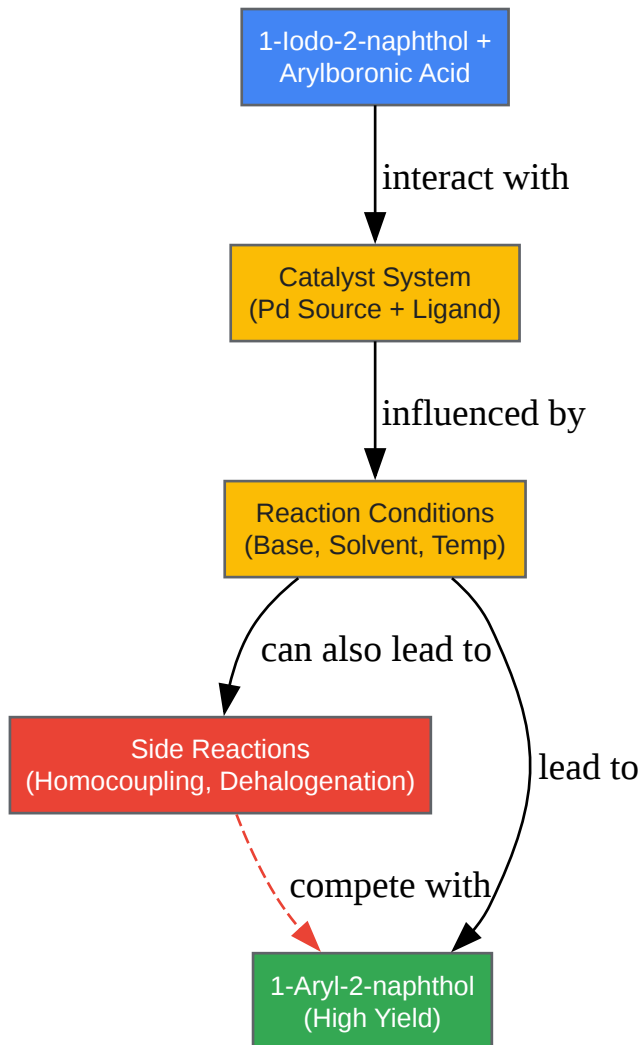 1-Iodo-2-naphthol +
Arylboronic Acid
interact with
Catalyst System
(Pd Source + Ligand)
influenced by
Reaction Conditions
(Base, Solvent, Temp)
can also lead to
Side Reactions
(Homocoupling, Dehalogenation)
lead to
compete with
1-Aryl-2-naphthol
(High Yield)